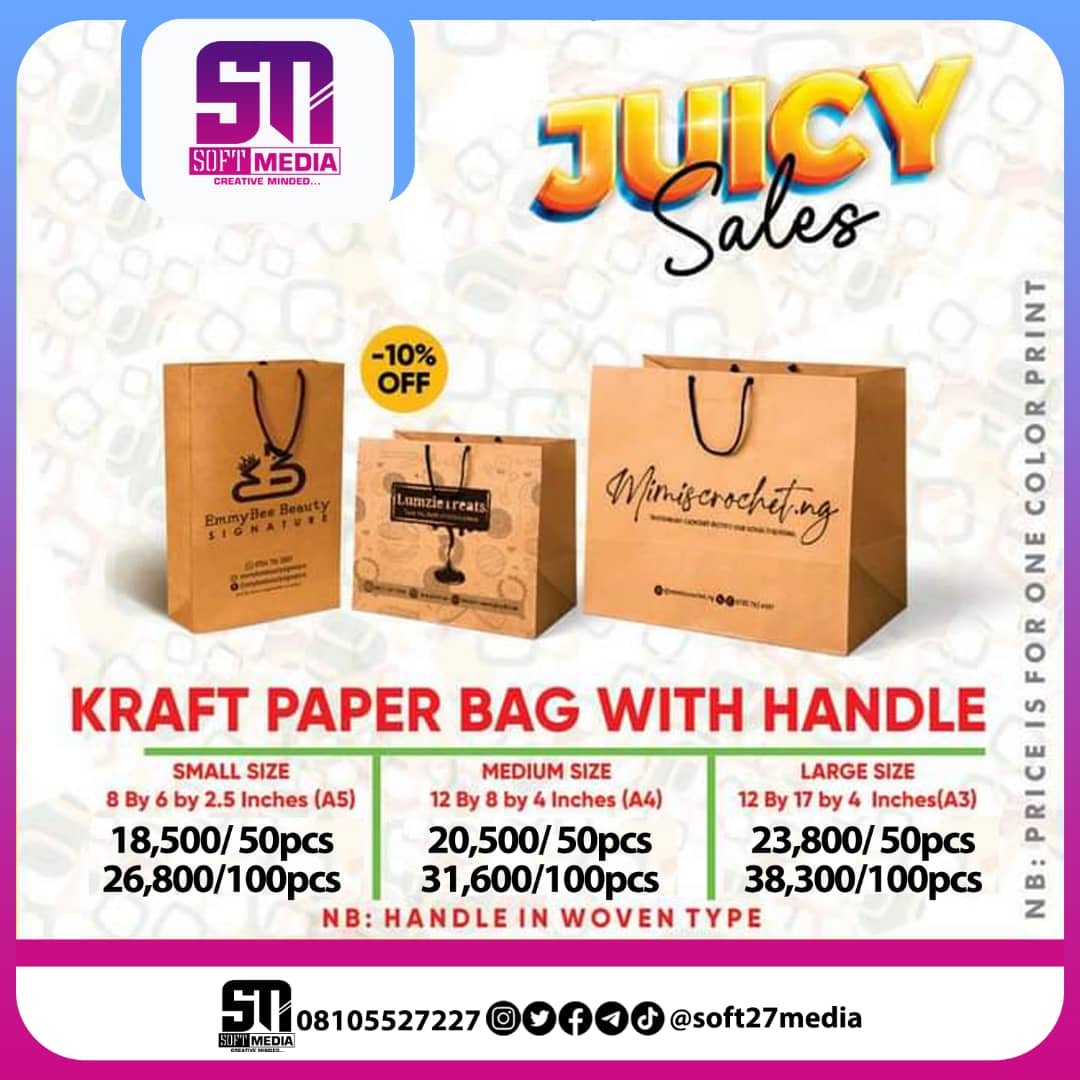 STI
SOFT MEDIA
CREATIVE MINDED...
JUICY
Sales
-10%
OFF
EmmyBee Beauty
SIGNATURE
Mimiscrochet.ng
KRAFT PAPER BAG WITH HANDLE
SMALL SIZE
8 By 6 by 2.5 Inches (A5)
18,500/ 50pcs
26,800/100pcs
MEDIUM SIZE
12 By 8 by 4 Inches (A4)
20,500/ 50pcs
31,600/100pcs
LARGE SIZE
12 By 17 by 4 Inches(A3)
23,800/ 50pcs
38,300/100pcs
NB: HANDLE IN WOVEN TYPE
NB: PRICE IS FOR ONE COLOR PRINT
SOFT MEDIA
CREATIVE MINDED...
08105527227 @soft27media